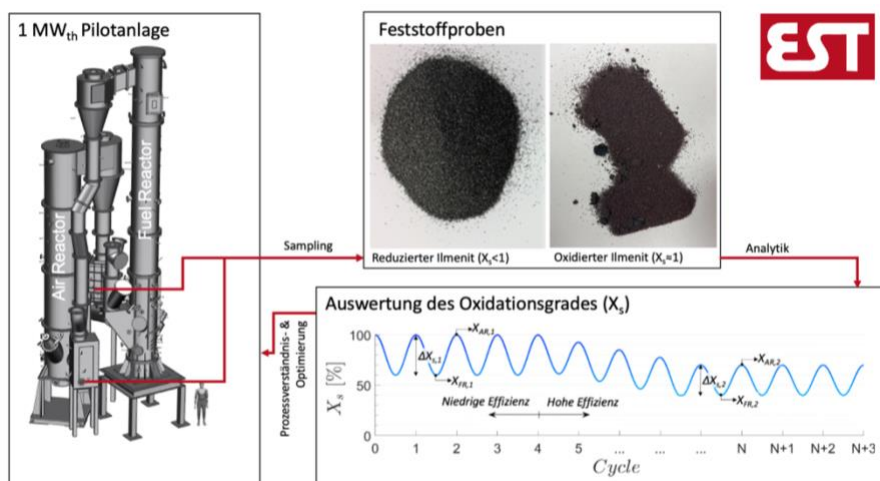 1 MWth Pilotanlage
Air Reactor
Fuel Reactor
Sampling
Feststoffproben
Reduzierter Ilmenit (Xs<1)
Oxidierter Ilmenit (Xs≈1)
EST
Analytik
Prozessverständnis- &
Optimierung
Auswertung des Oxidationsgrades (Xs)
Xs [%]
100
50
0
ΔXs,1
XAR,1
XFR,1
Niedrige Effizienz
Hohe Effizienz
ΔXs,2
XAR,2
XFR,2
0 1 2 3 4 5 ... ... ... N N+1 N+2 N+3
Cycle